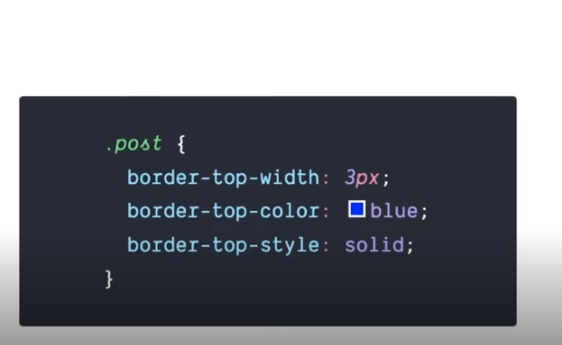 .post {
border-top-width: 3px;
border-top-color: blue;
border-top-style: solid;
}